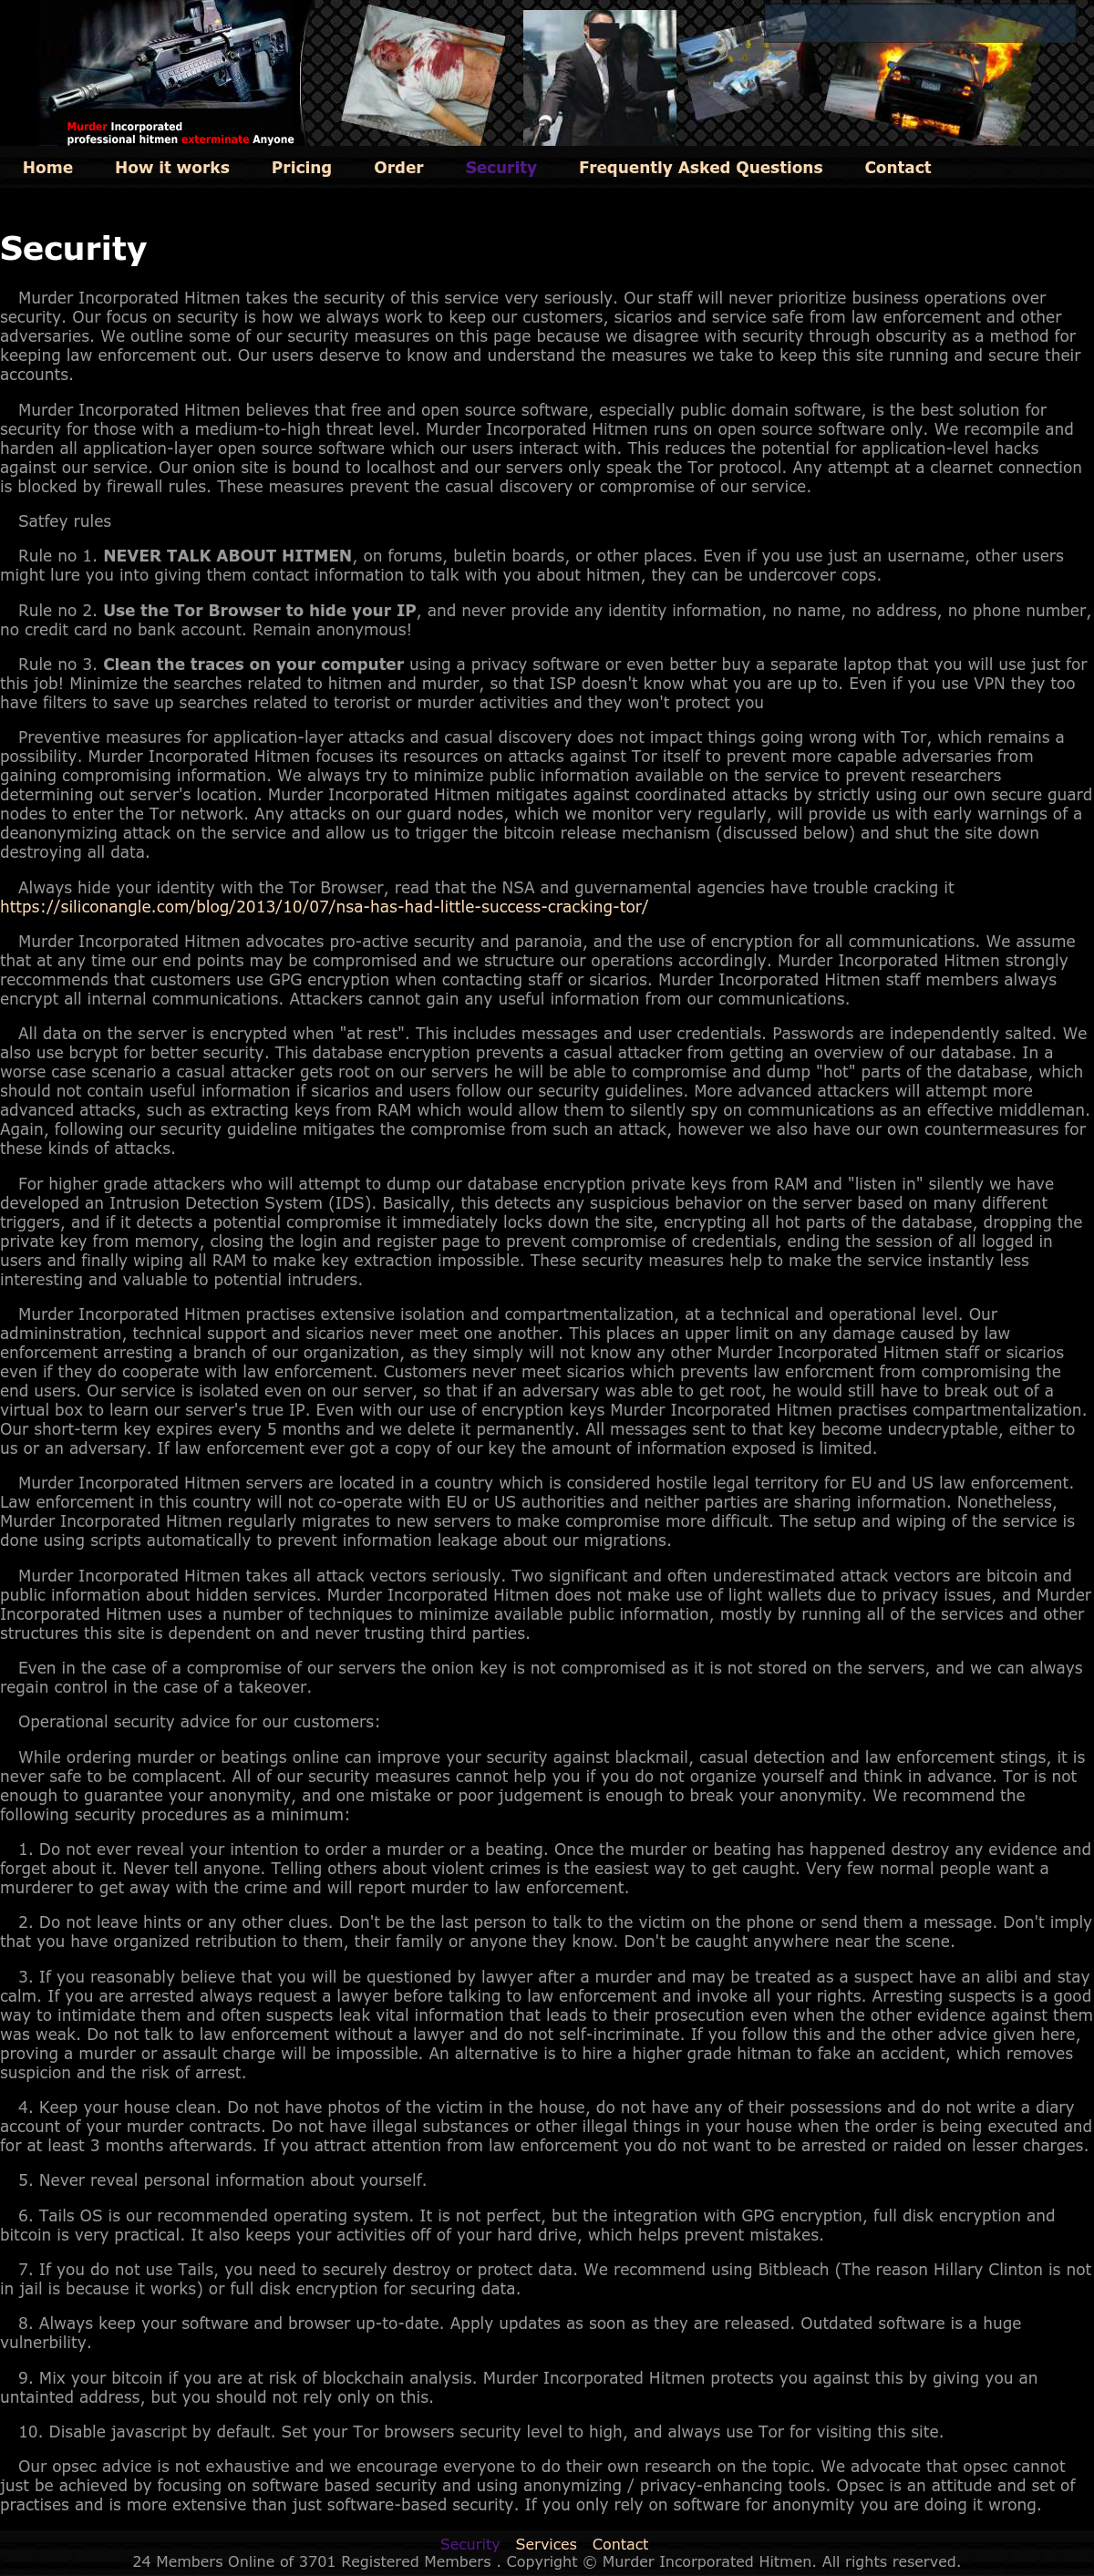 Murder Incorporated
professional hitmen exterminate Anyone
Home How it works Pricing Order Security Frequently Asked Questions Contact
Security
Murder Incorporated Hitmen takes the security of this service very seriously. Our staff will never prioritize business operations over
security. Our focus on security is how we always work to keep our customers, sicarios and service safe from law enforcement and other
adversaries. We outline some of our security measures on this page because we disagree with security through obscurity as a method for
keeping law enforcement out. Our users deserve to know and understand the measures we take to keep this site running and secure their
accounts.
Murder Incorporated Hitmen believes that free and open source software, especially public domain software, is the best solution for
security for those with a medium-to-high threat level. Murder Incorporated Hitmen runs on open source software only. We recompile and
harden all application-layer open source software which our users interact with. This reduces the potential for application-level hacks
against our service. Our onion site is bound to localhost and our servers only speak the Tor protocol. Any attempt at a clearnet connection
is blocked by firewall rules. These measures prevent the casual discovery or compromise of our service.
Satfey rules
Rule no 1. NEVER TALK ABOUT HITMEN, on forums, buletin boards, or other places. Even if you use just an username, other users
might lure you into giving them contact information to talk with you about hitmen, they can be undercover cops.
Rule no 2. Use the Tor Browser to hide your IP, and never provide any identity information, no name, no address, no phone number,
no credit card no bank account. Remain anonymous!
Rule no 3. Clean the traces on your computer using a privacy software or even better buy a separate laptop that you will use just for
this job! Minimize the searches related to hitmen and murder, so that ISP doesn't know what you are up to. Even if you use VPN they too
have filters to save up searches related to terorist or murder activities and they won't protect you
Preventive measures for application-layer attacks and casual discovery does not impact things going wrong with Tor, which remains a
possibility. Murder Incorporated Hitmen focuses its resources on attacks against Tor itself to prevent more capable adversaries from
gaining compromising information. We always try to minimize public information available on the service to prevent researchers
determining out server's location. Murder Incorporated Hitmen mitigates against coordinated attacks by strictly using our own secure guard
nodes to enter the Tor network. Any attacks on our guard nodes, which we monitor very regularly, will provide us with early warnings of a
deanonymizing attack on the service and allow us to trigger the bitcoin release mechanism (discussed below) and shut the site down
destroying all data.
Always hide your identity with the Tor Browser, read that the NSA and guvernamental agencies have trouble cracking it
https://siliconangle.com/blog/2013/10/07/nsa-has-had-little-success-cracking-tor/
Murder Incorporated Hitmen advocates pro-active security and paranoia, and the use of encryption for all communications. We assume
that at any time our end points may be compromised and we structure our operations accordingly. Murder Incorporated Hitmen strongly
reccommends that customers use GPG encryption when contacting staff or sicarios. Murder Incorporated Hitmen staff members always
encrypt all internal communications. Attackers cannot gain any useful information from our communications.
All data on the server is encrypted when "at rest". This includes messages and user credentials. Passwords are independently salted. We
also use bcrypt for better security. This database encryption prevents a casual attacker from getting an overview of our database. In a
worse case scenario a casual attacker gets root on our servers he will be able to compromise and dump "hot" parts of the database, which
should not contain useful information if sicarios and users follow our security guidelines. More advanced attackers will attempt more
advanced attacks, such as extracting keys from RAM which would allow them to silently spy on communications as an effective middleman.
Again, following our security guideline mitigates the compromise from such an attack, however we also have our own countermeasures for
these kinds of attacks.
For higher grade attackers who will attempt to dump our database encryption private keys from RAM and "listen in" silently we have
developed an Intrusion Detection System (IDS). Basically, this detects any suspicious behavior on the server based on many different
triggers, and if it detects a potential compromise it immediately locks down the site, encrypting all hot parts of the database, dropping the
private key from memory, closing the login and register page to prevent compromise of credentials, ending the session of all logged in
users and finally wiping all RAM to make key extraction impossible. These security measures help to make the service instantly less
interesting and valuable to potential intruders.
Murder Incorporated Hitmen practises extensive isolation and compartmentalization, at a technical and operational level. Our
admininstration, technical support and sicarios never meet one another. This places an upper limit on any damage caused by law
enforcement arresting a branch of our organization, as they simply will not know any other Murder Incorporated Hitmen staff or sicarios
even if they do cooperate with law enforcement. Customers never meet sicarios which prevents law enforcment from compromising the
end users. Our service is isolated even on our server, so that if an adversary was able to get root, he would still have to break out of a
virtual box to learn our server's true IP. Even with our use of encryption keys Murder Incorporated Hitmen practises compartmentalization.
Our short-term key expires every 5 months and we delete it permanently. All messages sent to that key become undecryptable, either to
us or an adversary. If law enforcement ever got a copy of our key the amount of information exposed is limited.
Murder Incorporated Hitmen servers are located in a country which is considered hostile legal territory for EU and US law enforcement.
Law enforcement in this country will not co-operate with EU or US authorities and neither parties are sharing information. Nonetheless,
Murder Incorporated Hitmen regularly migrates to new servers to make compromise more difficult. The setup and wiping of the service is
done using scripts automatically to prevent information leakage about our migrations.
Murder Incorporated Hitmen takes all attack vectors seriously. Two significant and often underestimated attack vectors are bitcoin and
public information about hidden services. Murder Incorporated Hitmen does not make use of light wallets due to privacy issues, and Murder
Incorporated Hitmen uses a number of techniques to minimize available public information, mostly by running all of the services and other
structures this site is dependent on and never trusting third parties.
Even in the case of a compromise of our servers the onion key is not compromised as it is not stored on the servers, and we can always
regain control in the case of a takeover.
Operational security advice for our customers:
While ordering murder or beatings online can improve your security against blackmail, casual detection and law enforcement stings, it is
never safe to be complacent. All of our security measures cannot help you if you do not organize yourself and think in advance. Tor is not
enough to guarantee your anonymity, and one mistake or poor judgement is enough to break your anonymity. We recommend the
following security procedures as a minimum:
1. Do not ever reveal your intention to order a murder or a beating. Once the murder or beating has happened destroy any evidence and
forget about it. Never tell anyone. Telling others about violent crimes is the easiest way to get caught. Very few normal people want a
murderer to get away with the crime and will report murder to law enforcement.
2. Do not leave hints or any other clues. Don't be the last person to talk to the victim on the phone or send them a message. Don't imply
that you have organized retribution to them, their family or anyone they know. Don't be caught anywhere near the scene.
3. If you reasonably believe that you will be questioned by lawyer after a murder and may be treated as a suspect have an alibi and stay
calm. If you are arrested always request a lawyer before talking to law enforcement and invoke all your rights. Arresting suspects is a good
way to intimidate them and often suspects leak vital information that leads to their prosecution even when the other evidence against them
was weak. Do not talk to law enforcement without a lawyer and do not self-incriminate. If you follow this and the other advice given here,
proving a murder or assault charge will be impossible. An alternative is to hire a higher grade hitman to fake an accident, which removes
suspicion and the risk of arrest.
4. Keep your house clean. Do not have photos of the victim in the house, do not have any of their possessions and do not write a diary
account of your murder contracts. Do not have illegal substances or other illegal things in your house when the order is being executed and
for at least 3 months afterwards. If you attract attention from law enforcement you do not want to be arrested or raided on lesser charges.
5. Never reveal personal information about yourself.
6. Tails OS is our recommended operating system. It is not perfect, but the integration with GPG encryption, full disk encryption and
bitcoin is very practical. It also keeps your activities off of your hard drive, which helps prevent mistakes.
7. If you do not use Tails, you need to securely destroy or protect data. We recommend using Bitbleach (The reason Hillary Clinton is not
in jail is because it works) or full disk encryption for securing data.
8. Always keep your software and browser up-to-date. Apply updates as soon as they are released. Outdated software is a huge
vulnerbility.
9. Mix your bitcoin if you are at risk of blockchain analysis. Murder Incorporated Hitmen protects you against this by giving you an
untainted address, but you should not rely only on this.
10. Disable javascript by default. Set your Tor browsers security level to high, and always use Tor for visiting this site.
Our opsec advice is not exhaustive and we encourage everyone to do their own research on the topic. We advocate that opsec cannot
just be achieved by focusing on software based security and using anonymizing / privacy-enhancing tools. Opsec is an attitude and set of
practises and is more extensive than just software-based security. If you only rely on software for anonymity you are doing it wrong.
Security Services Contact
24 Members Online of 3701 Registered Members . Copyright © Murder Incorporated Hitmen. All rights reserved.